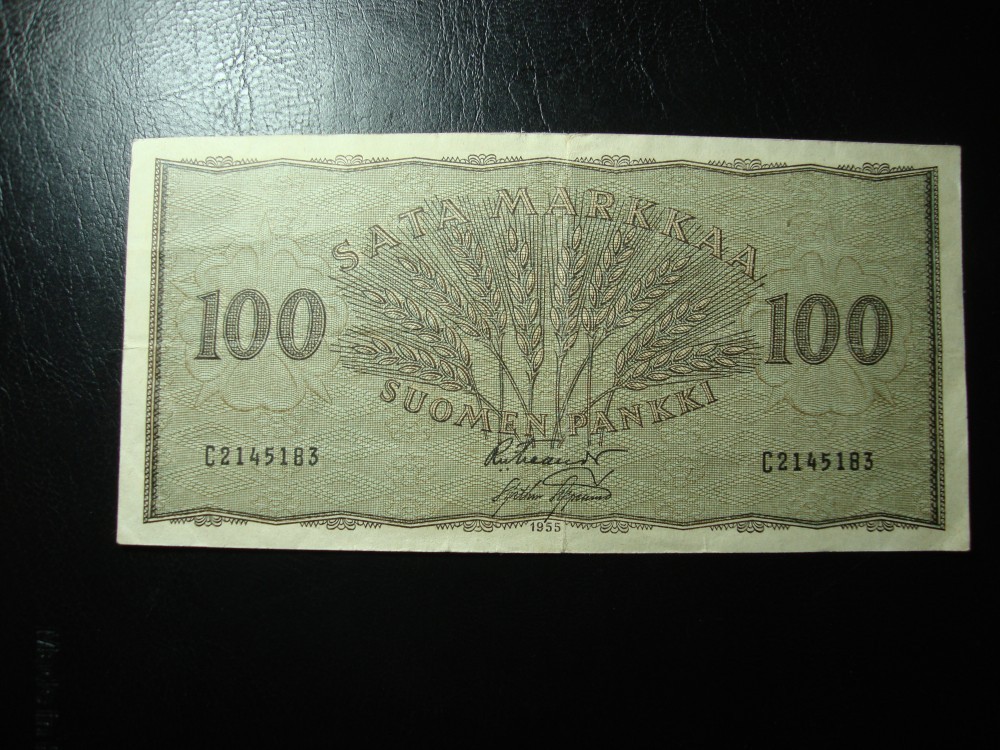 SATA MARKKAA
100 100
SUOMEN PANKKI
C2145183 C2145183
1955